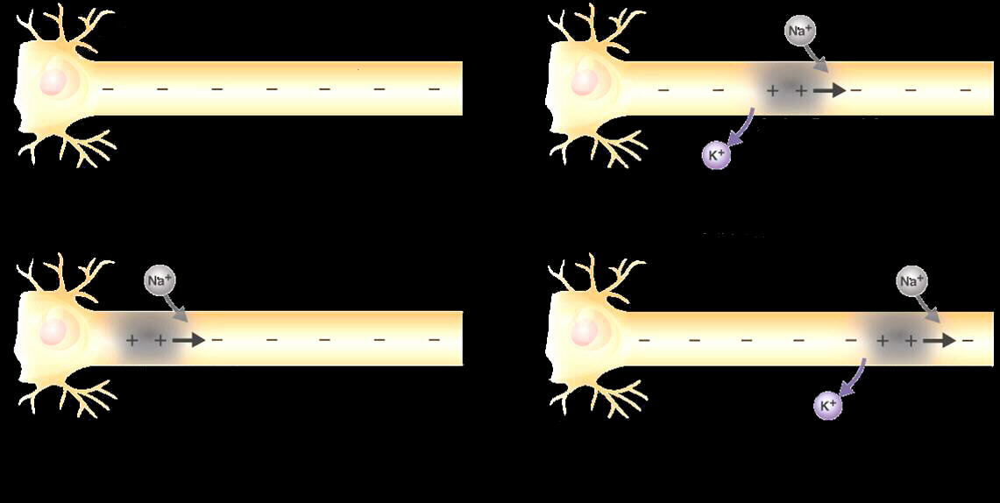 − − − − − − −
Na⁺
− − + + − − −
K⁺
Na⁺
+ + − − − − −
Na⁺
− − − − − + + −
K⁺